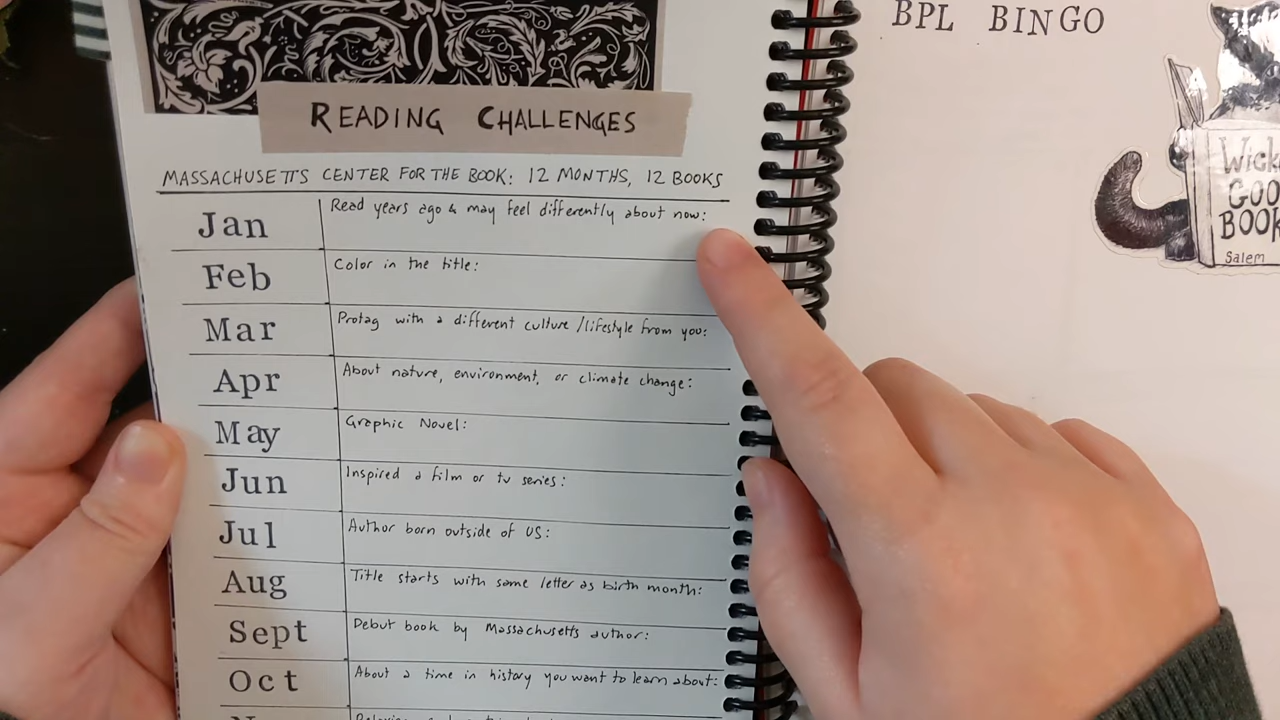 READING CHALLENGES
MASSACHUSETTS CENTER FOR THE BOOK: 12 MONTHS, 12 BOOKS
Jan Read years ago & may feel differently about now:
Feb Color in the title:
Mar Protag with a different culture/lifestyle from you:
Apr About nature, environment, or climate change:
May Graphic Novel:
Jun Inspired a film or tv series:
Jul Author born outside of US:
Aug Title starts with same letter as birth month:
Sept Debut book by Massachusetts author:
Oct About a time in history you want to learn about:
BPL BINGO
GOO
BOOK
Salem